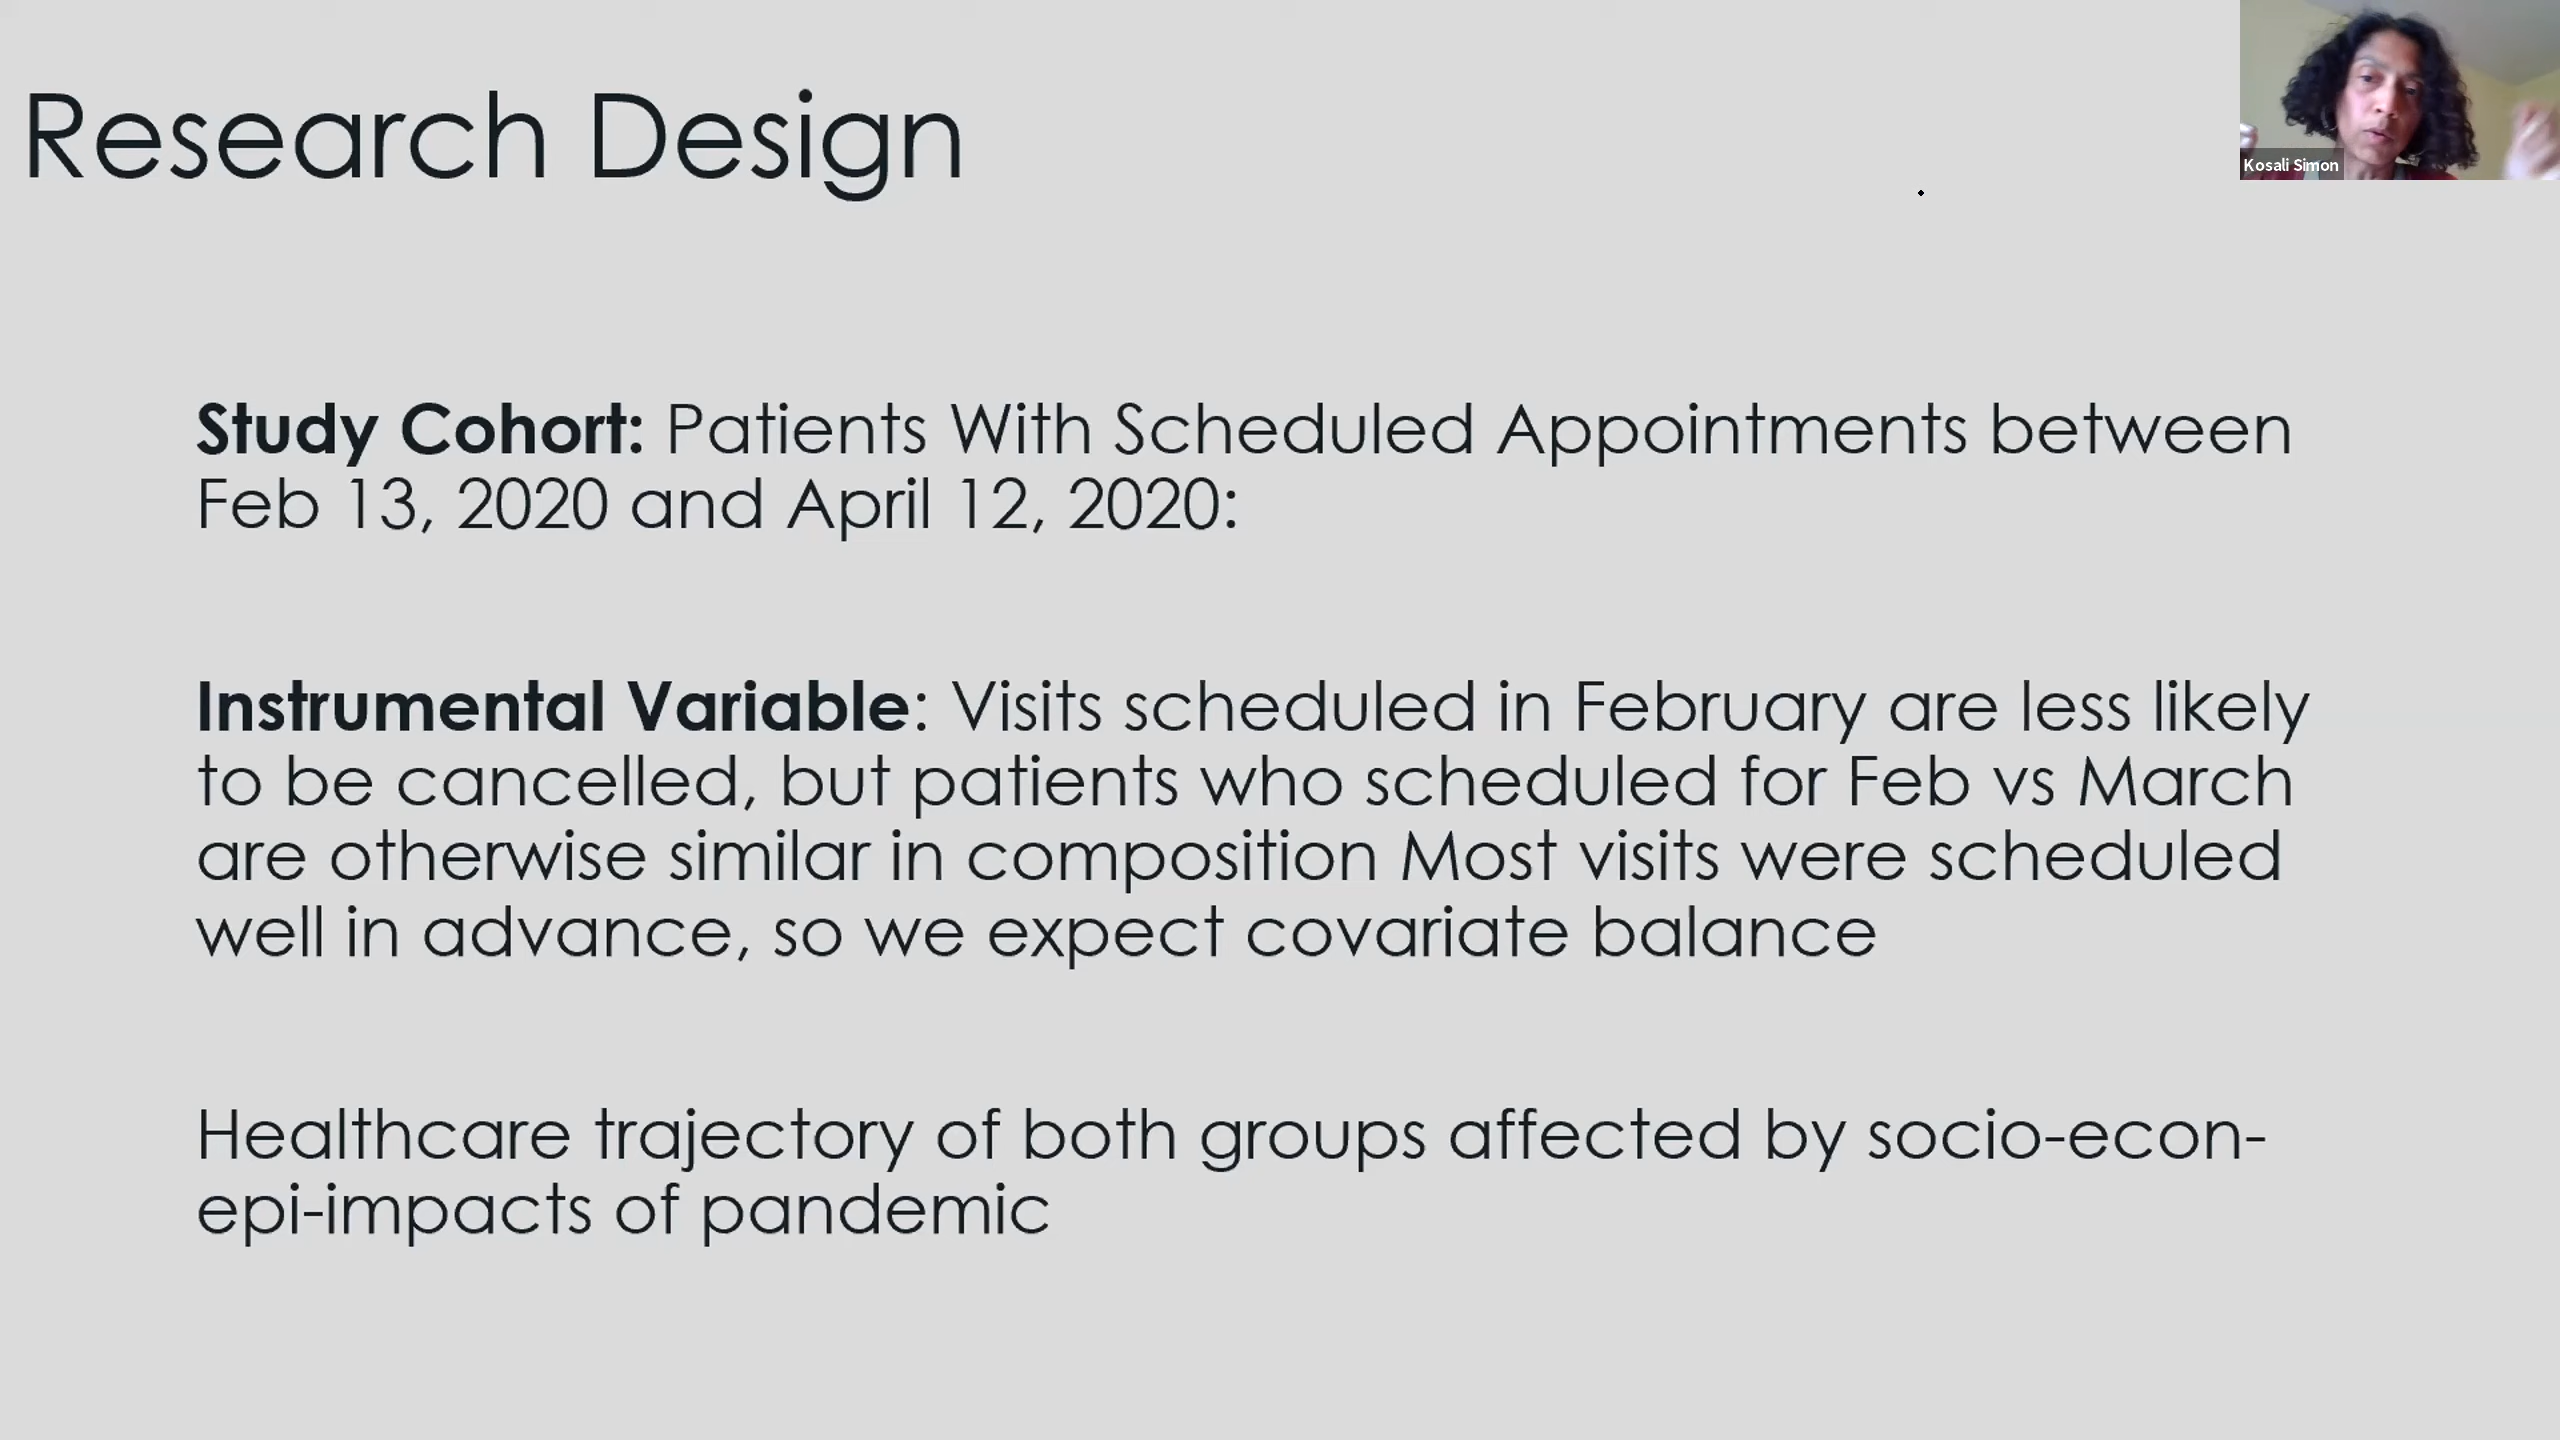 Research Design
Kosali Simon
Study Cohort: Patients With Scheduled Appointments between
Feb 13, 2020 and April 12, 2020:
Instrumental Variable: Visits scheduled in February are less likely
to be cancelled, but patients who scheduled for Feb vs March
are otherwise similar in composition Most visits were scheduled
well in advance, so we expect covariate balance
Healthcare trajectory of both groups affected by socio-econ-
epi-impacts of pandemic